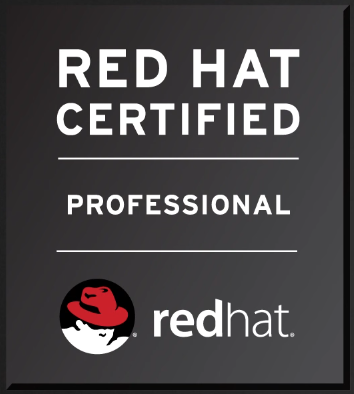 RED HAT
CERTIFIED
PROFESSIONAL
® redhat®